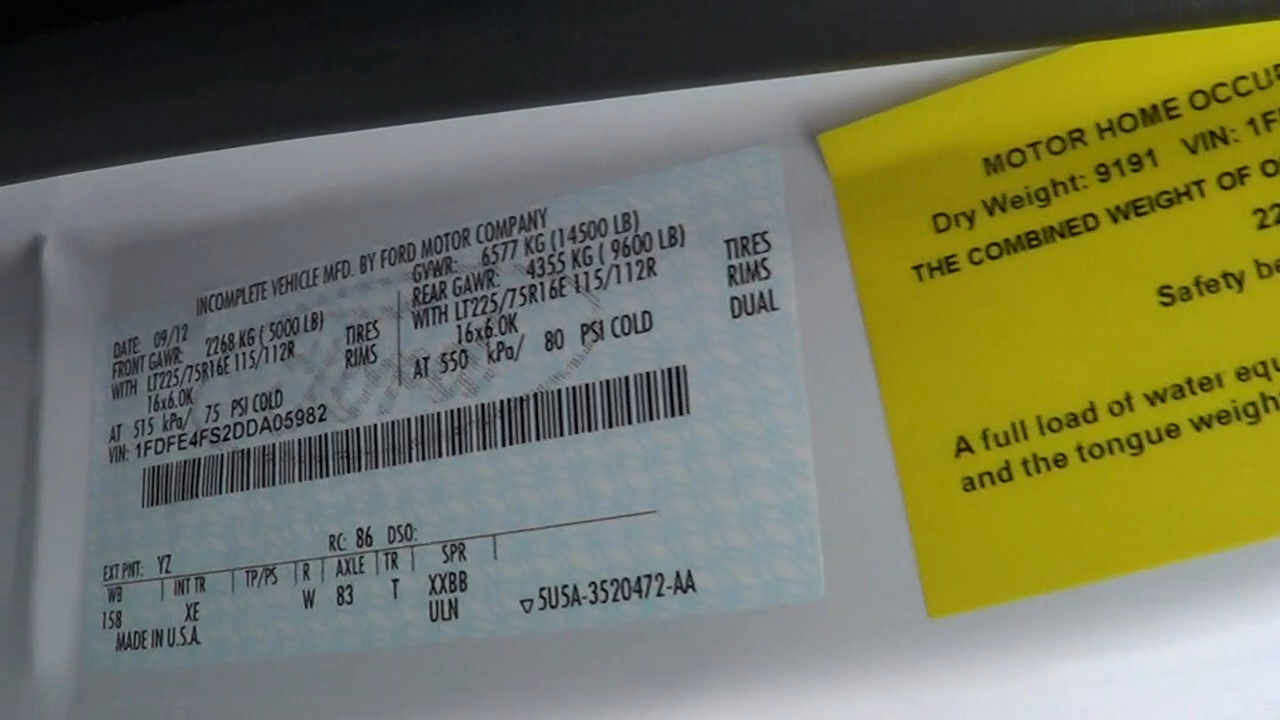 INCOMPLETE VEHICLE MFD. BY FORD MOTOR COMPANY
DATE: 09/12 GVWR: 6577 KG (14500 LB)
FRONT GAWR: 2268 KG ( 5000 LB) REAR GAWR: 4355 KG ( 9600 LB)
WITH LT225/75R16E 115/112R TIRES WITH LT225/75R16E 115/112R TIRES
16x6.0K RIMS 16x6.0K RIMS
AT 515 kPa/ 75 PSI COLD AT 550 kPa/ 80 PSI COLD DUAL
VIN: 1FDFE4FS2DDA05982
EXT PNT: YZ RC: 86 DSO:
WB INT TR TP/PS R AXLE TR SPR
158 XE W 83 T XXBB
ULN
▽5U5A-3520472-AA
MADE IN U.S.A.
MOTOR HOME OCCU
Dry Weight: 9191 VIN: 1F
THE COMBINED WEIGHT OF O
22
Safety be
A full load of water equ
and the tongue weigh